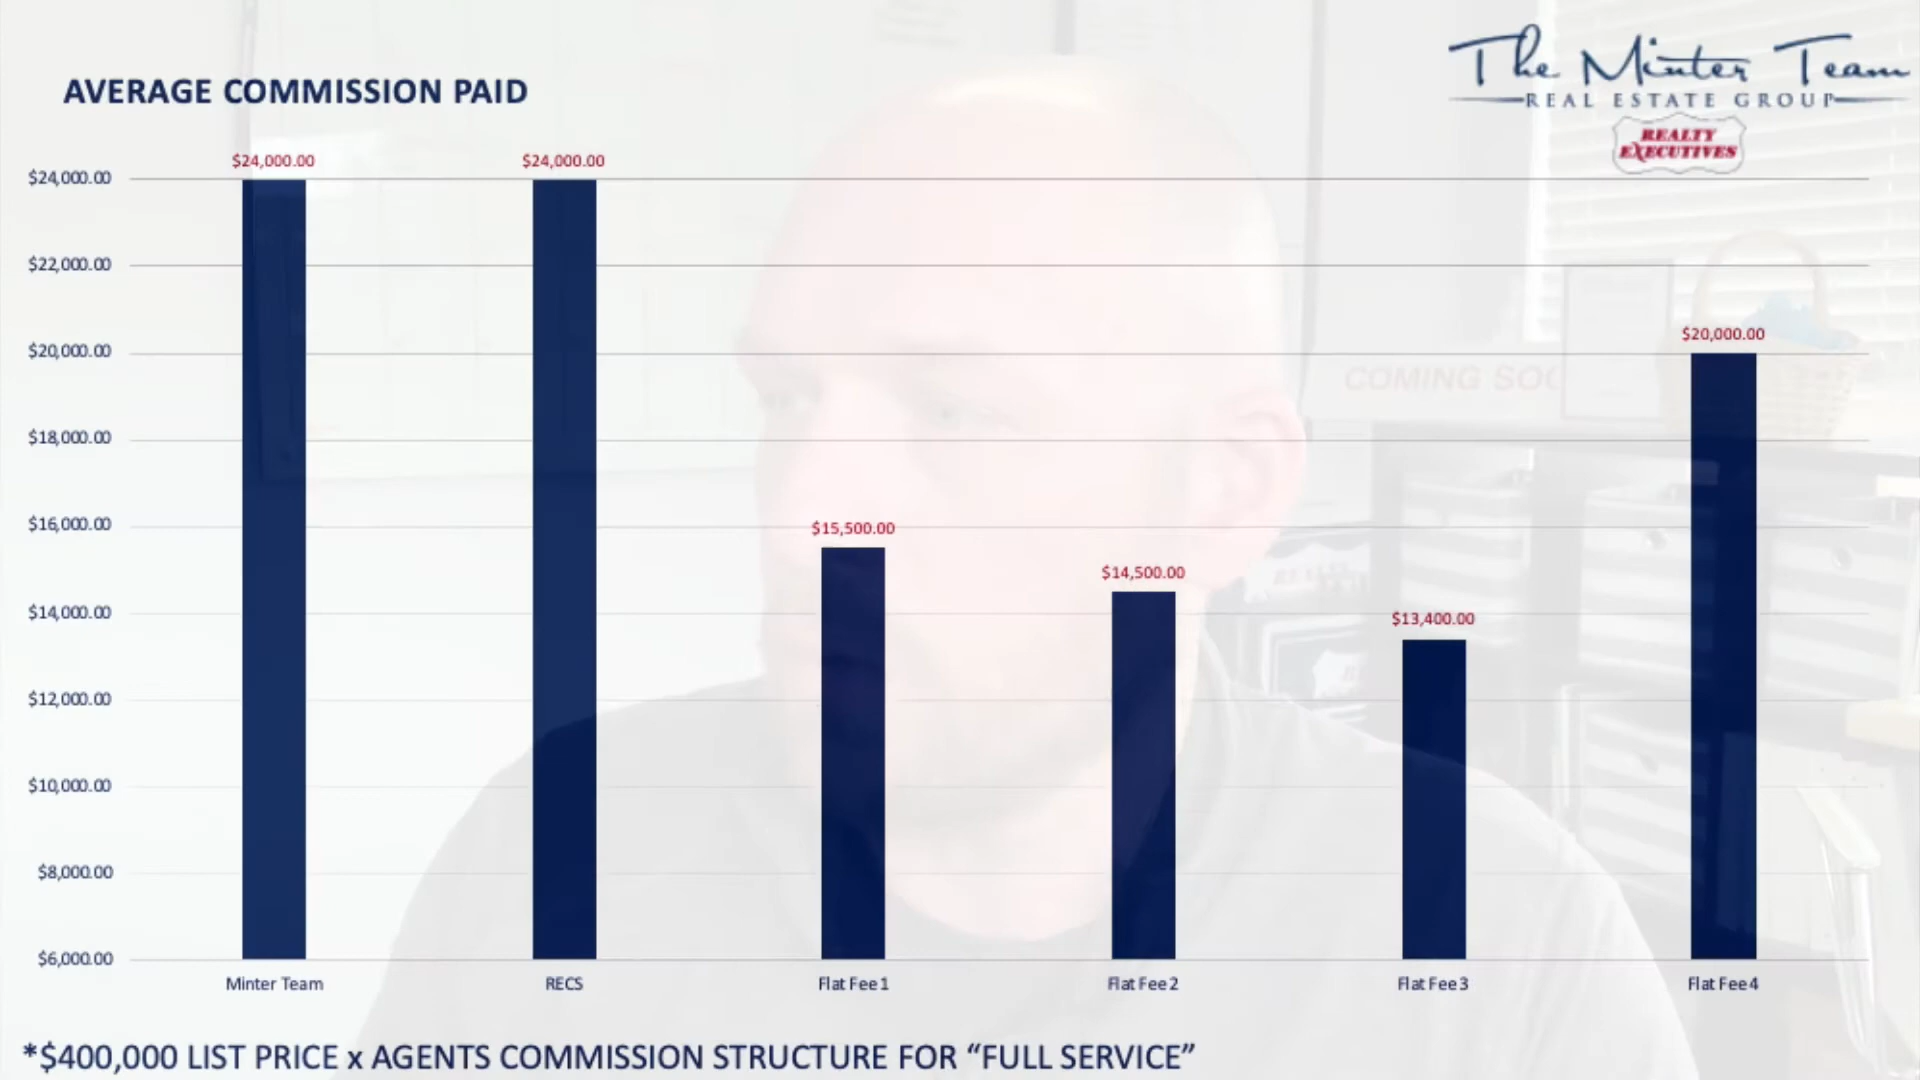 The Minter Team
REAL ESTATE GROUP
REALTY
EXECUTIVES
AVERAGE COMMISSION PAID
$24,000.00
$24,000.00
$15,500.00
$14,500.00
$13,400.00
$20,000.00
$24,000.00
$22,000.00
$20,000.00
$18,000.00
$16,000.00
$14,000.00
$12,000.00
$10,000.00
$8,000.00
$6,000.00
COMING
Minter Team
RECS
Flat Fee 1
Flat Fee 2
Flat Fee 3
Flat Fee 4
*$400,000 LIST PRICE x AGENTS COMMISSION STRUCTURE FOR “FULL SERVICE”